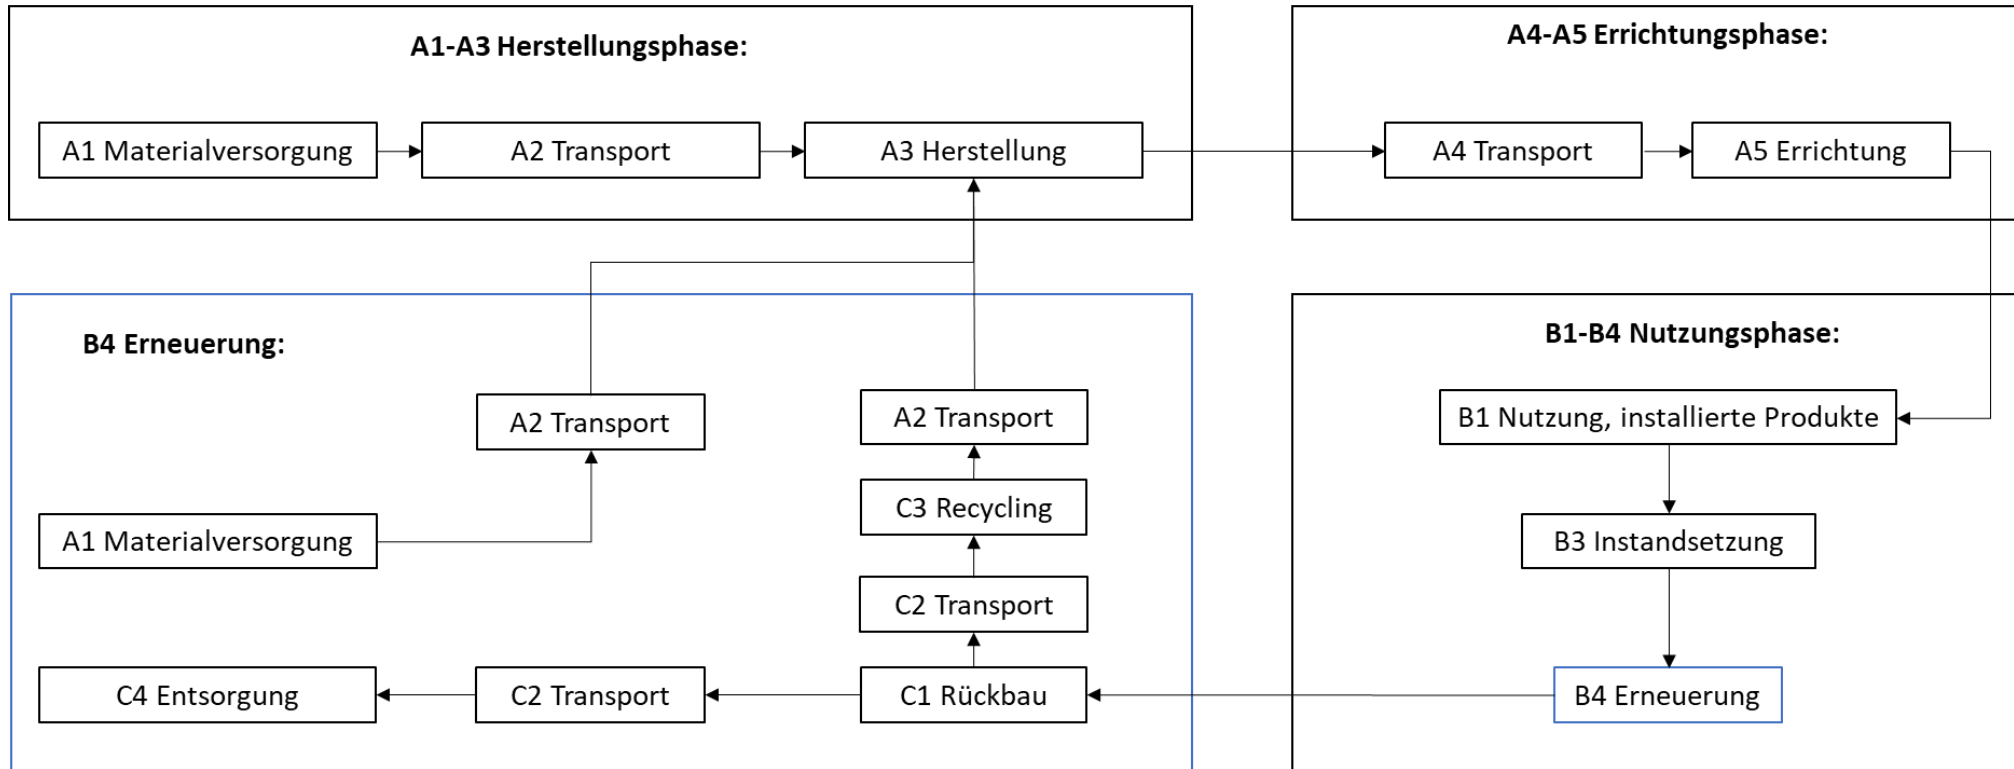 A1-A3 Herstellungsphase:
A1 Materialversorgung
A2 Transport
A3 Herstellung
A4-A5 Errichtungsphase:
A4 Transport
A5 Errichtung
B4 Erneuerung:
A2 Transport
A2 Transport
C3 Recycling
A1 Materialversorgung
C2 Transport
C4 Entsorgung
C2 Transport
C1 Rückbau
B1-B4 Nutzungsphase:
B1 Nutzung, installierte Produkte
B3 Instandsetzung
B4 Erneuerung